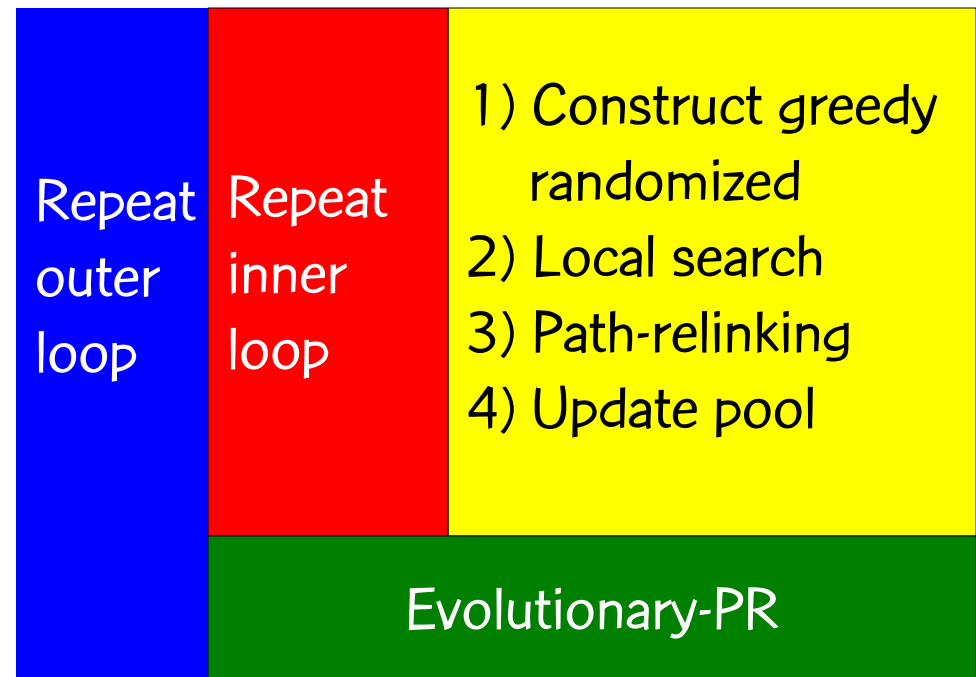 Repeat
outer
loop
Repeat
inner
loop
1) Construct greedy
randomized
2) Local search
3) Path-relinking
4) Update pool
Evolutionary-PR